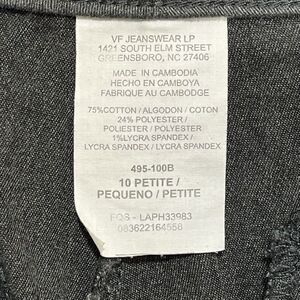 VF JEANSWEAR LP
1421 SOUTH ELM STREET
GREENSBORO, NC 27406
MADE IN CAMBODIA
HECHO EN CAMBOYA
FABRIQUE AU CAMBODGE
75%COTTON / ALGODON / COTON
24% POLYESTER /
POLIESTER / POLYESTER
1%LYCRA SPANDEX /
LYCRA SPANDEX / LYCRA SPANDEX
495-100B
10 PETITE /
PEQUENO / PETITE
FQS - LAPH33983
083622164558